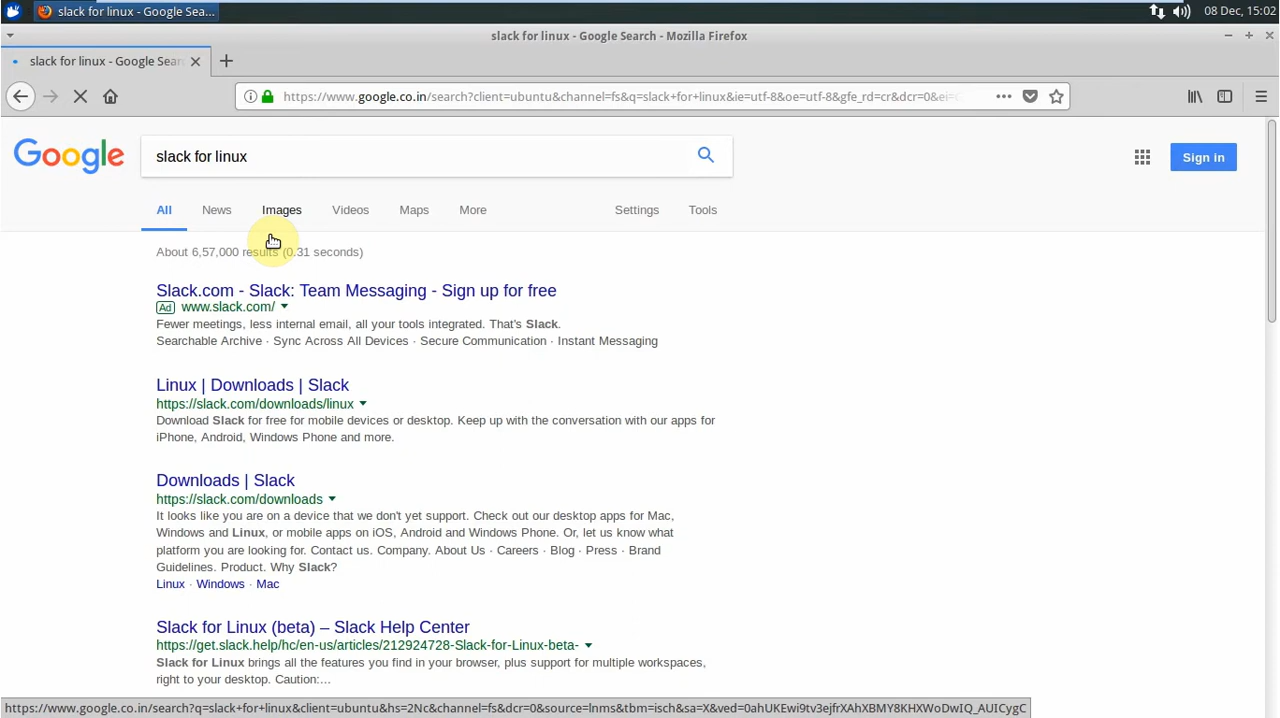 slack for linux - Google Sea...
08 Dec, 15:02
slack for linux - Google Search - Mozilla Firefox
slack for linux - Google Sear
https://www.google.co.in/search?client=ubuntu&channel=fs&q=slack+for+linux&ie=utf-8&oe=utf-8&gfe_rd=cr&dcr=0&ei=
Google
slack for linux
Sign in
All News Images Videos Maps More Settings Tools
About 6,57,000 results (0.31 seconds)
Slack.com - Slack: Team Messaging - Sign up for free
Ad www.slack.com/
Fewer meetings, less internal email, all your tools integrated. That's Slack.
Searchable Archive · Sync Across All Devices · Secure Communication · Instant Messaging
Linux | Downloads | Slack
https://slack.com/downloads/linux
Download Slack for free for mobile devices or desktop. Keep up with the conversation with our apps for
iPhone, Android, Windows Phone and more.
Downloads | Slack
https://slack.com/downloads
It looks like you are on a device that we don't yet support. Check out our desktop apps for Mac,
Windows and Linux, or mobile apps on iOS, Android and Windows Phone. Or, let us know what
platform you are looking for. Contact us. Company. About Us · Careers · Blog · Press · Brand
Guidelines. Product. Why Slack?
Linux · Windows · Mac
Slack for Linux (beta) – Slack Help Center
https://get.slack.help/hc/en-us/articles/212924728-Slack-for-Linux-beta-
Slack for Linux brings all the features you find in your browser, plus support for multiple workspaces,
right to your desktop. Caution:...
https://www.google.co.in/search?q=slack+for+linux&client=ubuntu&hs=2Nc&channel=fs&dcr=0&source=lnms&tbm=isch&sa=X&ved=0ahUKEwi9tv3ejfrXAhXBMY8KHXWoDwIQ_AUICygC